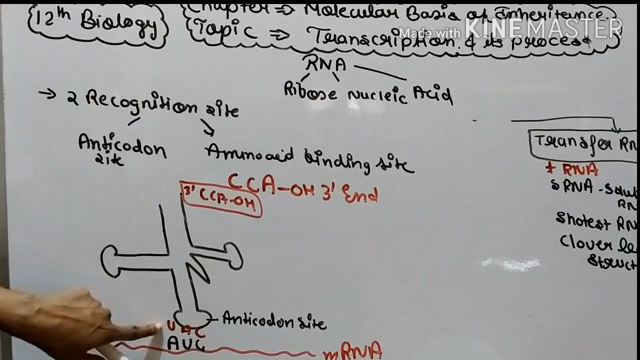 12th Biology
Chapter ⇒ Molecular Basis of Inheritance
Topic ⇒ Transcription & its process
Made with KINEMASTER
RNA
Ribose nucleic Acid
→ 2 Recognition site
Anticodon site
Aminoacid binding site
CCA-OH 3' End
3' CCA-OH
Transfer RN
t RNA
sRNA-Solu
RN
Shotest RN
Clover le
Struct
Anticodon site
UAC
AUG
mRNA